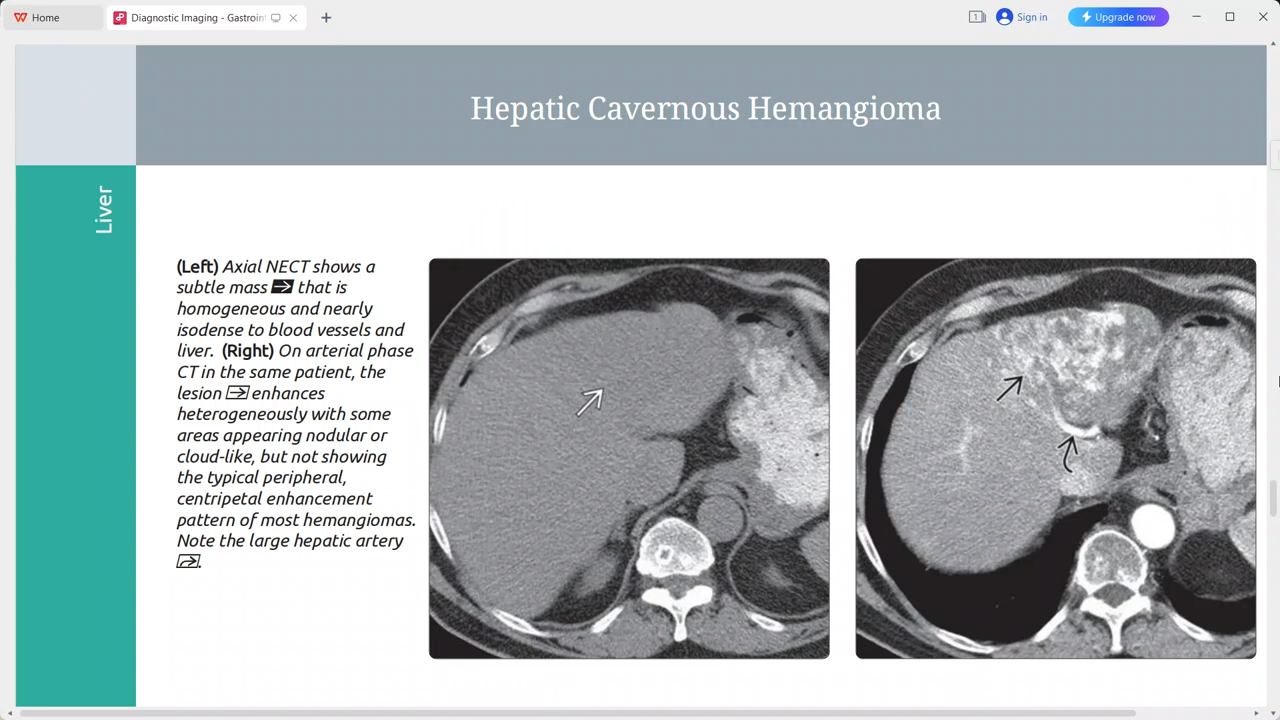 Home
Diagnostic Imaging - Gastroint
1
Sign in
Upgrade now
Hepatic Cavernous Hemangioma
Liver
(Left) Axial NECT shows a
subtle mass that is
homogeneous and nearly
isodense to blood vessels and
liver. (Right) On arterial phase
CT in the same patient, the
lesion enhances
heterogeneously with some
areas appearing nodular or
cloud-like, but not showing
the typical peripheral,
centripetal enhancement
pattern of most hemangiomas.
Note the large hepatic artery
.